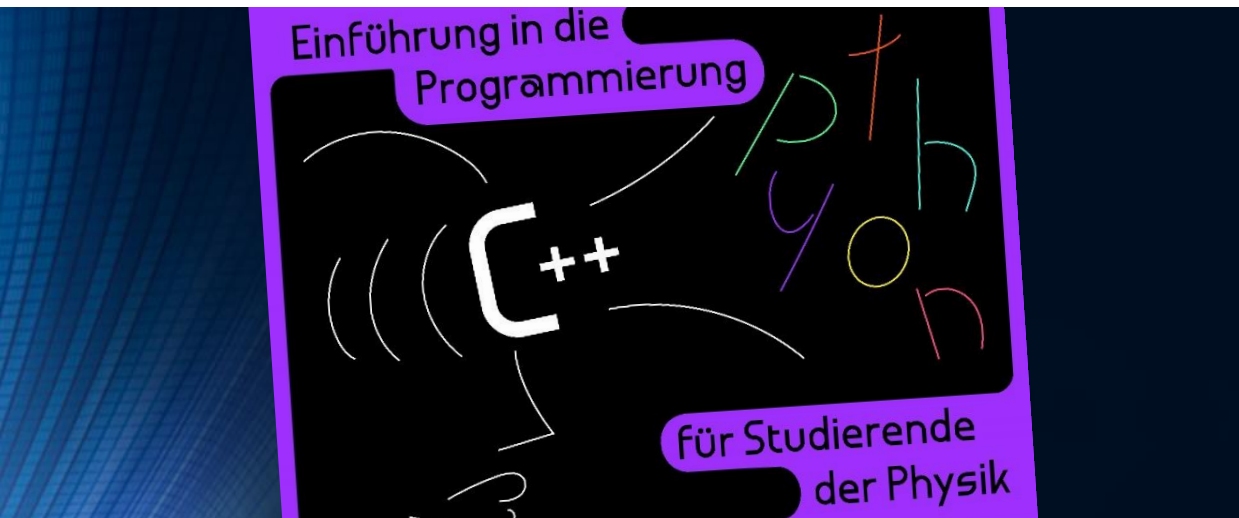 Einführung in die
Programmierung
C++
python
für Studierende
der Physik